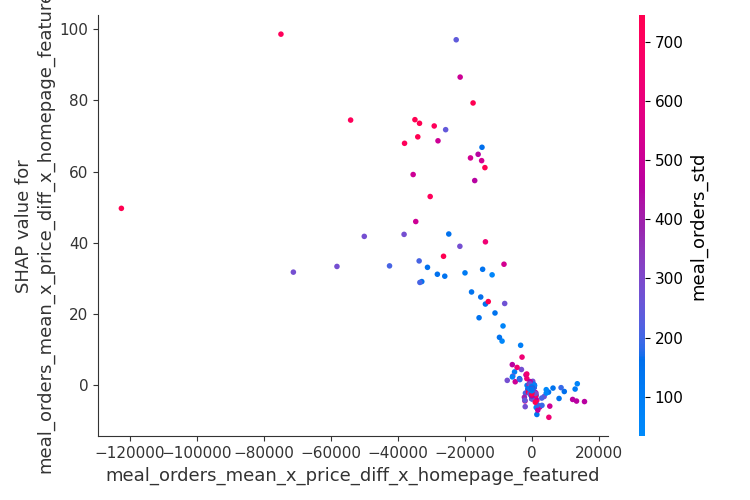 100
80
60
40
20
0
−120000 −100000 −80000 −60000 −40000 −20000 0 20000
meal_orders_mean_x_price_diff_x_homepage_featured
SHAP value for
meal_orders_mean_x_price_diff_x_homepage_feature
700
600
500
400
300
200
100
meal_orders_std